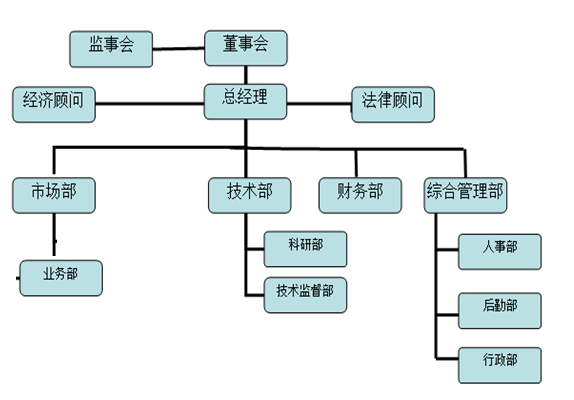 监事会
董事会
经济顾问
总经理
法律顾问
市场部
技术部
财务部
综合管理部
科研部
人事部
业务部
技术监督部
后勤部
行政部